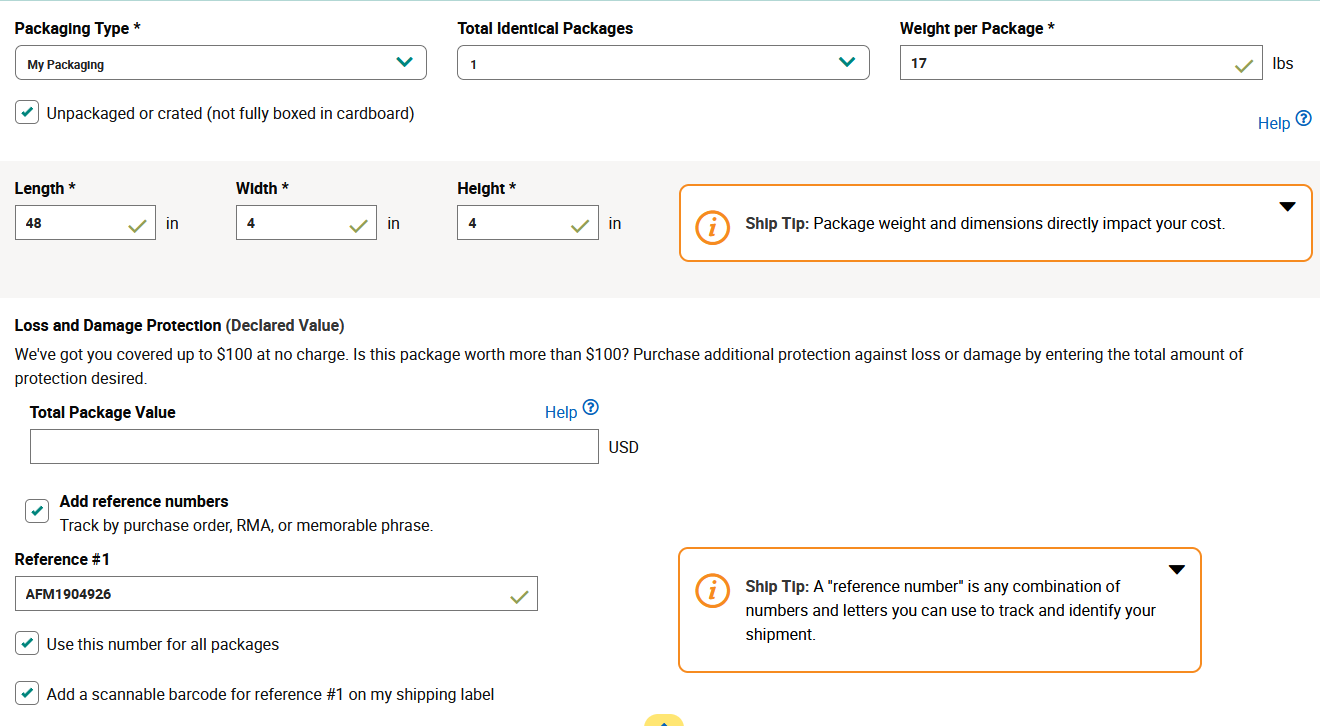 Packaging Type * Total Identical Packages Weight per Package *
My Packaging 1 17 lbs
Unpackaged or crated (not fully boxed in cardboard)
Help ?
Length * Width * Height *
48 in 4 in 4 in
i Ship Tip: Package weight and dimensions directly impact your cost.
Loss and Damage Protection (Declared Value)
We've got you covered up to $100 at no charge. Is this package worth more than $100? Purchase additional protection against loss or damage by entering the total amount of
protection desired.
Total Package Value Help ?
USD
Add reference numbers
Track by purchase order, RMA, or memorable phrase.
Reference #1
AFM1904926
Use this number for all packages
Add a scannable barcode for reference #1 on my shipping label
i Ship Tip: A "reference number" is any combination of
numbers and letters you can use to track and identify your
shipment.